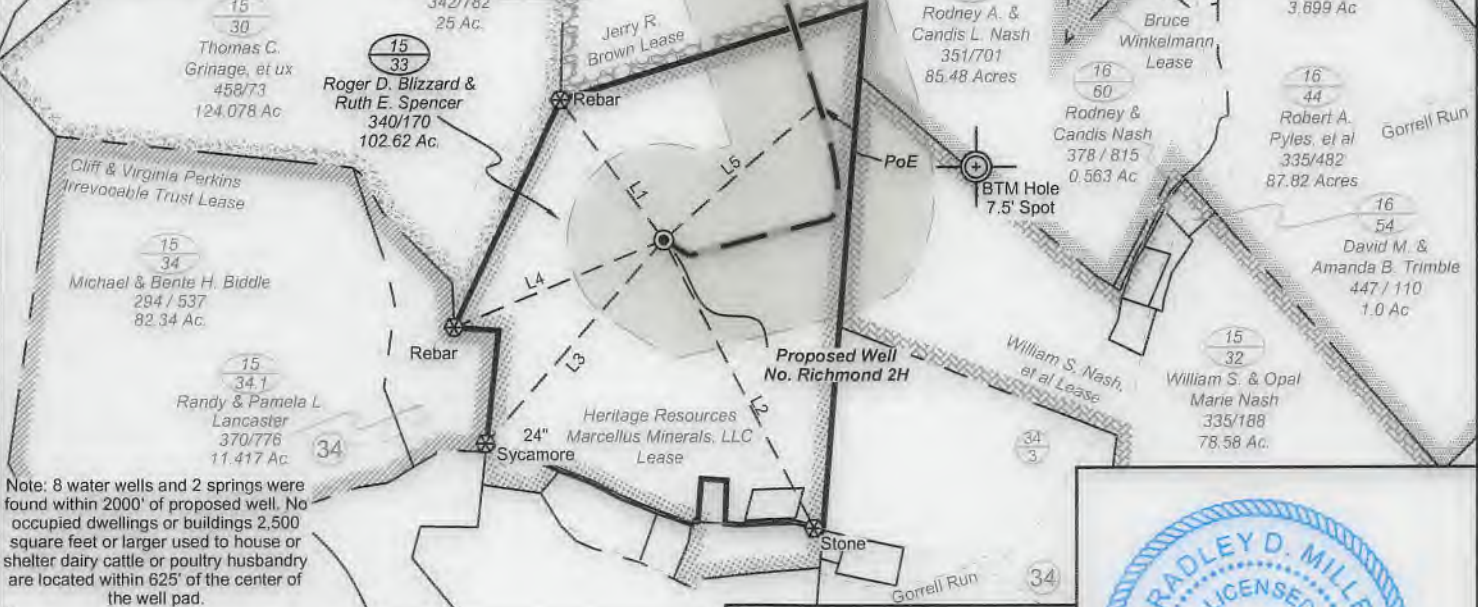 15
30
Thomas C.
Grinage, et ux
458/73
124.078 Ac.
342/782
25 Ac.
15
33
Roger D. Blizzard &
Ruth E. Spencer
340/170
102.62 Ac.
Jerry R.
Brown Lease
Rebar
Rodney A. &
Candis L. Nash
351/701
85.48 Acres
Bruce
Winkelmann
Lease
3.699 Ac
16
60
Rodney &
Candis Nash
378 / 815
0.563 Ac
16
44
Robert A.
Pyles, et al
335/482
87.82 Acres
Gorrell Run
Cliff & Virginia Perkins
Irrevocable Trust Lease
L1
L5
PoE
BTM Hole
7.5' Spot
16
54
David M. &
Amanda B. Trimble
447 / 110
1.0 Ac
15
34
Michael & Bente H. Biddle
294 / 537
82.34 Ac.
L4
Rebar
L3
L2
Proposed Well
No. Richmond 2H
William S. Nash,
et al Lease
15
32
William S. & Opal
Marie Nash
335/188
78.58 Ac.
15
34.1
Randy & Pamela L
Lancaster
370/776
11.417 Ac.
34
24"
Sycamore
Heritage Resources
Marcellus Minerals, LLC
Lease
34
3
Note: 8 water wells and 2 springs were
found within 2000' of proposed well. No
occupied dwellings or buildings 2,500
square feet or larger used to house or
shelter dairy cattle or poultry husbandry
are located within 625' of the center of
the well pad.
Stone
Gorrell Run
34
RADLEY D. MILLE
LICENSED